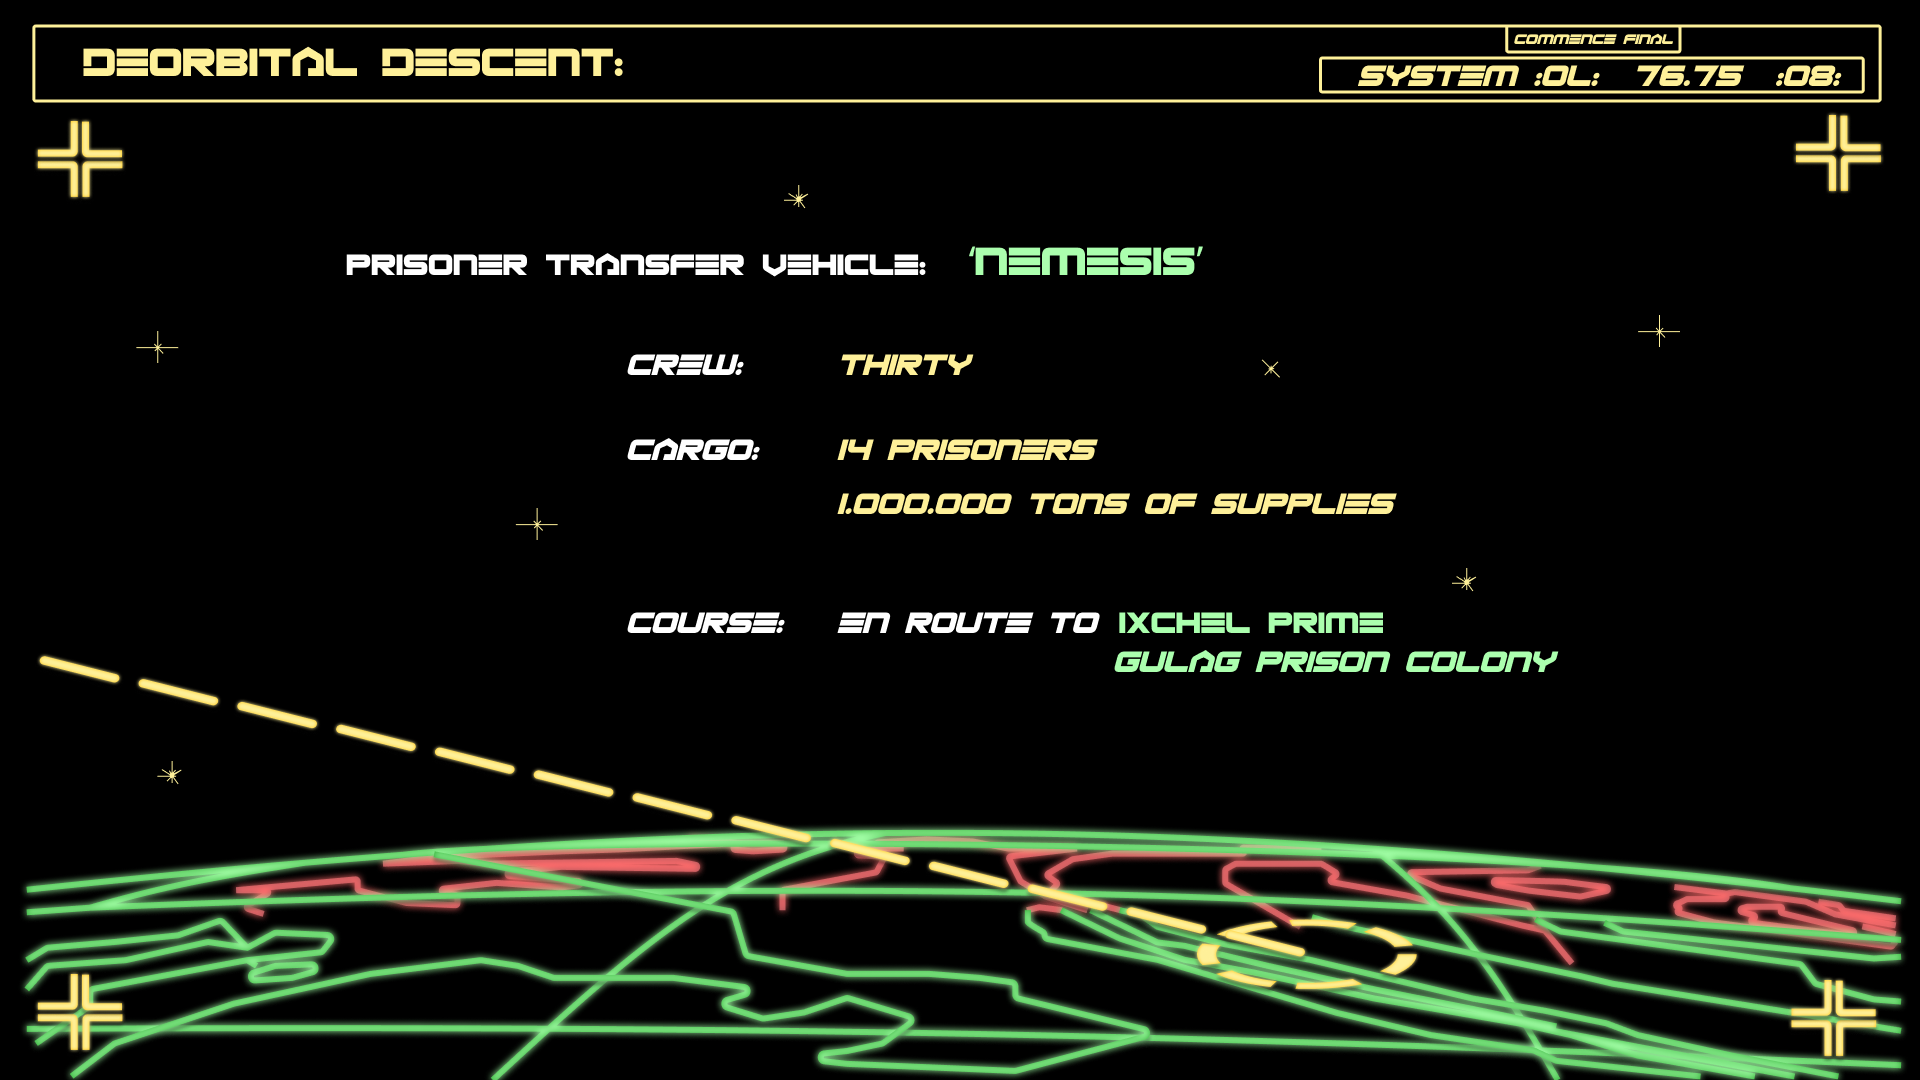 COMMENCE FINAL
DEORBITAL DESCENT:
SYSTEM :OL: 76.75 :08:
PRISONER TRANSFER VEHICLE: 'NEMESIS'
CREW: THIRTY
CARGO: 14 PRISONERS
1.000.000 TONS OF SUPPLIES
COURSE: EN ROUTE TO IXCHEL PRIME
GULAG PRISON COLONY